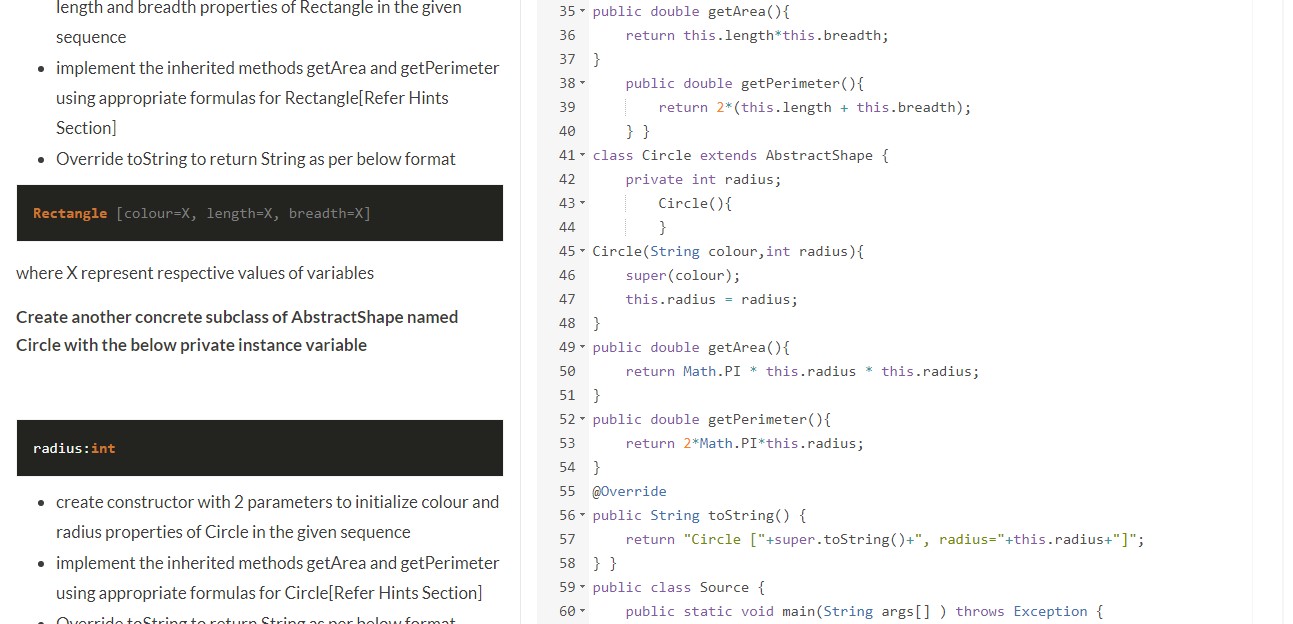 length and breadth properties of Rectangle in the given
sequence
• implement the inherited methods getArea and getPerimeter
using appropriate formulas for Rectangle[Refer Hints
Section]
• Override toString to return String as per below format
Rectangle [colour=X, length=X, breadth=X]
where X represent respective values of variables
Create another concrete subclass of AbstractShape named
Circle with the below private instance variable
radius:int
• create constructor with 2 parameters to initialize colour and
radius properties of Circle in the given sequence
• implement the inherited methods getArea and getPerimeter
using appropriate formulas for Circle[Refer Hints Section]
• Override toString to return String as per below format
35 public double getArea(){
36     return this.length*this.breadth;
37 }
38     public double getPerimeter(){
39         return 2*(this.length + this.breadth);
40     } }
41 class Circle extends AbstractShape {
42     private int radius;
43         Circle(){
44         }
45 Circle(String colour,int radius){
46     super(colour);
47     this.radius = radius;
48 }
49 public double getArea(){
50     return Math.PI * this.radius * this.radius;
51 }
52 public double getPerimeter(){
53     return 2*Math.PI*this.radius;
54 }
55 @Override
56 public String toString() {
57     return "Circle ["+super.toString()+", radius="+this.radius+"]";
58 } }
59 public class Source {
60     public static void main(String args[] ) throws Exception {